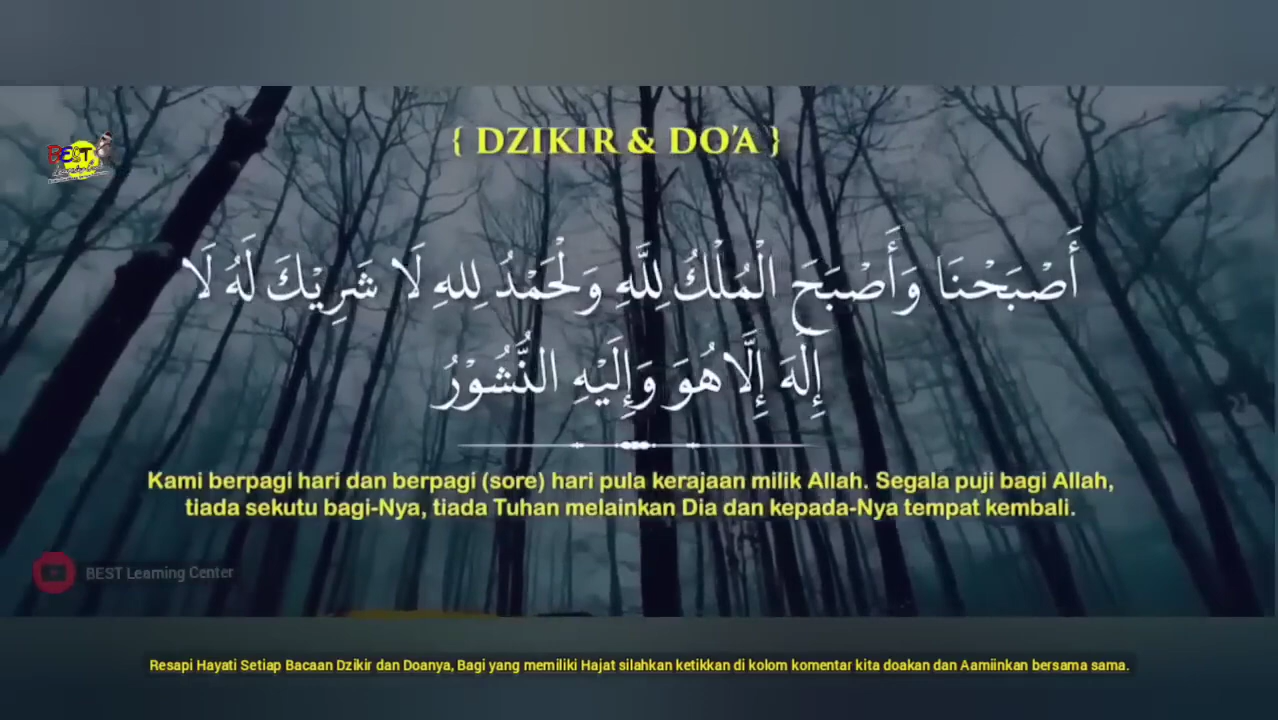 { DZIKIR & DO'A }
BEST
أَصْبَحْنَا وَأَصْبَحَ الْمُلْكُ لِلَّهِ وَلْحَمْدُ لِلهِ لَا شَرِيْكَ لَهُ لَا
إِلَهَ إِلَّا هُوَ وَإِلَيْهِ النُّشُوْرُ
Kami berpagi hari dan berpagi (sore) hari pula kerajaan milik Allah. Segala puji bagi Allah,
tiada sekutu bagi-Nya, tiada Tuhan melainkan Dia dan kepada-Nya tempat kembali.
BEST Learning Center
Resapi Hayati Setiap Bacaan Dzikir dan Doanya, Bagi yang memiliki Hajat silahkan ketikkan di kolom komentar kita doakan dan Aamiinkan bersama sama.